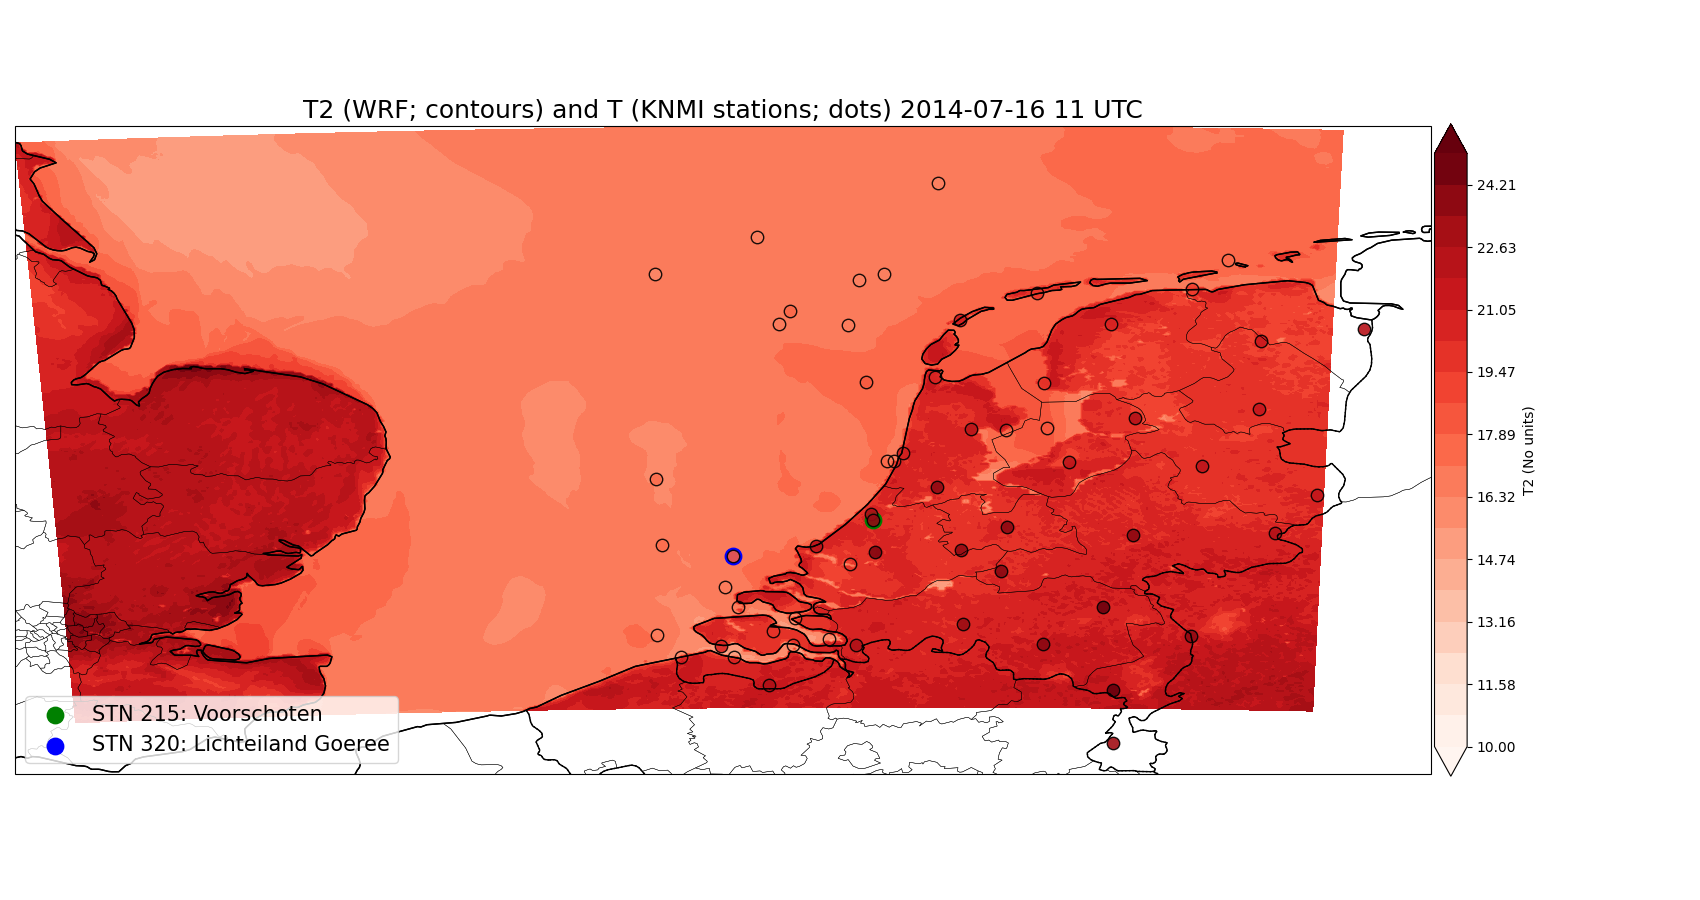 T2 (WRF; contours) and T (KNMI stations; dots) 2014-07-16 11 UTC
24.21
22.63
21.05
19.47
17.89
16.32
14.74
13.16
11.58
10.00
T2 (No units)
STN 215: Voorschoten
STN 320: Lichteiland Goeree